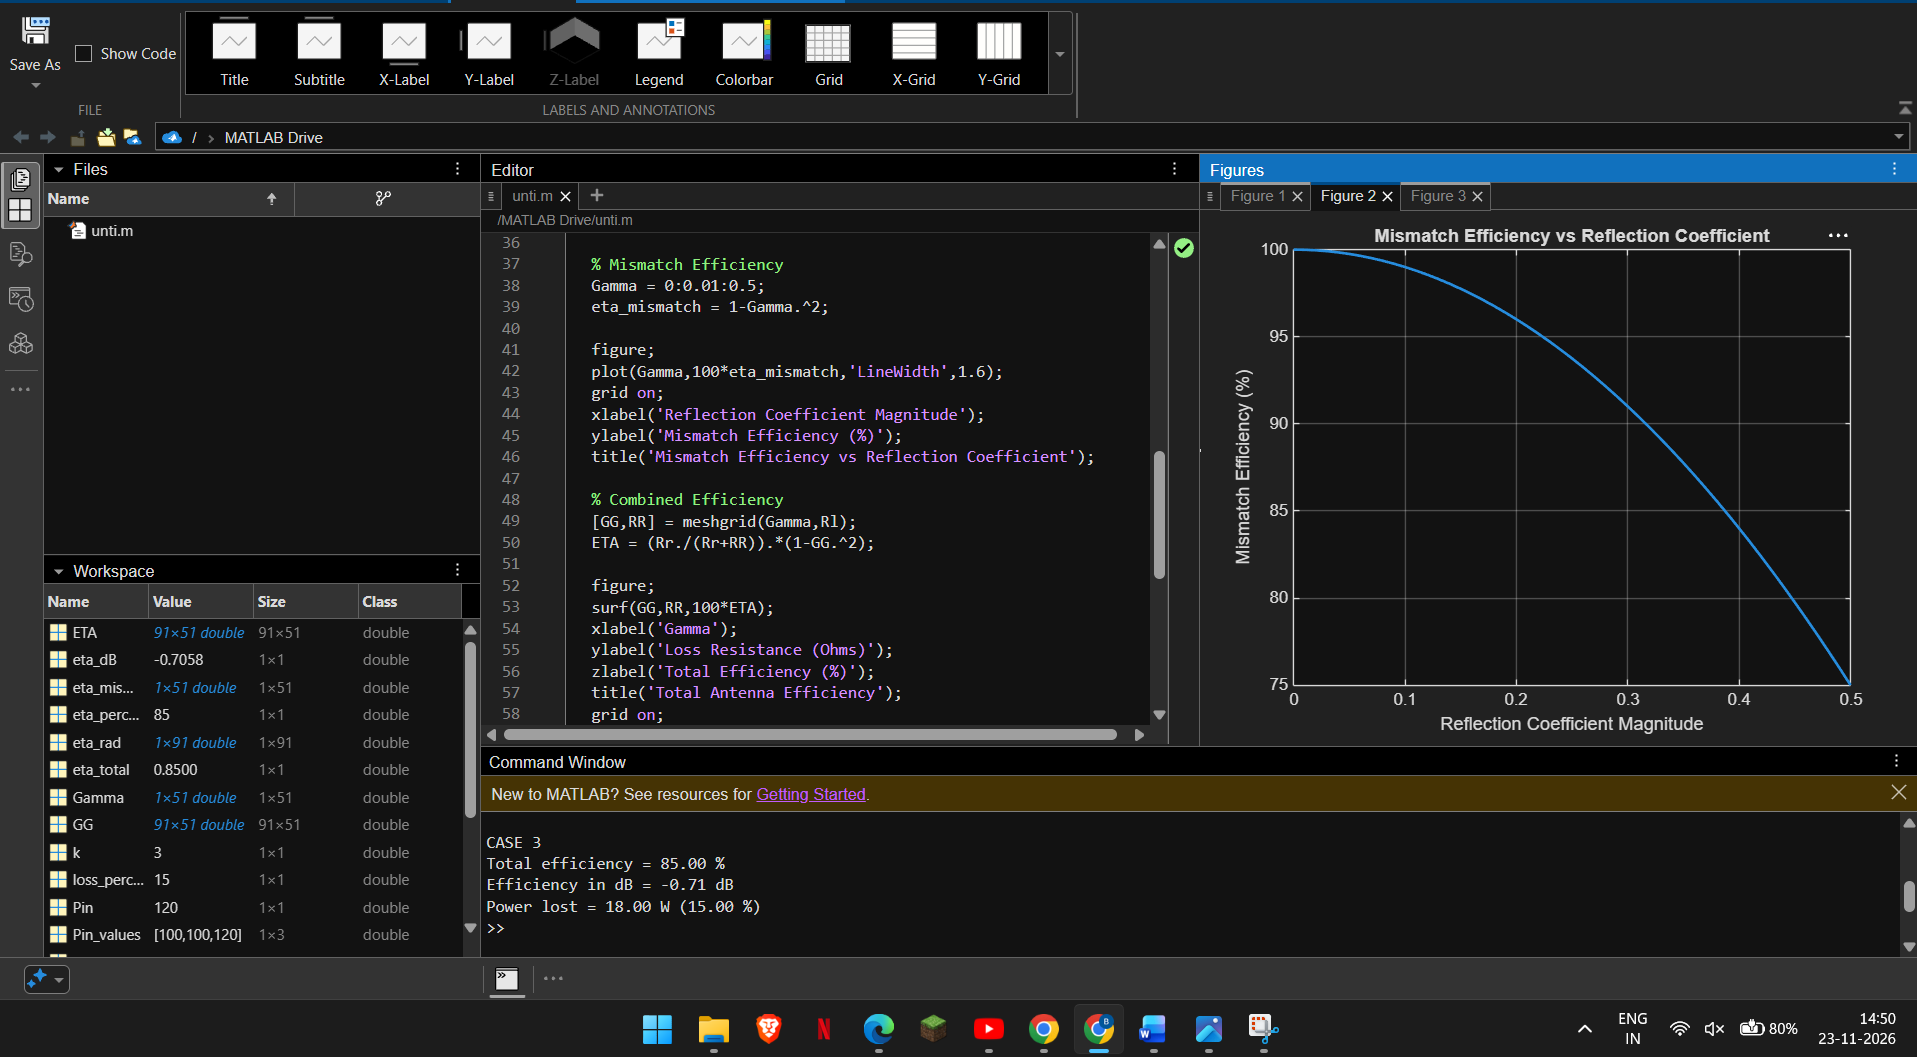 Save As
Show Code
FILE
Title
Subtitle
X-Label
Y-Label
Z-Label
Legend
Colorbar
Grid
X-Grid
Y-Grid
LABELS AND ANNOTATIONS
/ › MATLAB Drive
Files
Name
unti.m
Workspace
Name Value Size Class
ETA 91×51 double 91×51 double
eta_dB -0.7058 1×1 double
eta_mis... 1×51 double 1×51 double
eta_perc... 85 1×1 double
eta_rad 1×91 double 1×91 double
eta_total 0.8500 1×1 double
Gamma 1×51 double 1×51 double
GG 91×51 double 91×51 double
k 3 1×1 double
loss_perc... 15 1×1 double
Pin 120 1×1 double
Pin_values [100,100,120] 1×3 double
Editor
unti.m
/MATLAB Drive/unti.m
36
37 % Mismatch Efficiency
38 Gamma = 0:0.01:0.5;
39 eta_mismatch = 1-Gamma.^2;
40
41 figure;
42 plot(Gamma,100*eta_mismatch,'LineWidth',1.6);
43 grid on;
44 xlabel('Reflection Coefficient Magnitude');
45 ylabel('Mismatch Efficiency (%)');
46 title('Mismatch Efficiency vs Reflection Coefficient');
47
48 % Combined Efficiency
49 [GG,RR] = meshgrid(Gamma,Rl);
50 ETA = (Rr./(Rr+RR)).*(1-GG.^2);
51
52 figure;
53 surf(GG,RR,100*ETA);
54 xlabel('Gamma');
55 ylabel('Loss Resistance (Ohms)');
56 zlabel('Total Efficiency (%)');
57 title('Total Antenna Efficiency');
58 grid on;
Figures
Figure 1
Figure 2
Figure 3
Mismatch Efficiency vs Reflection Coefficient
Mismatch Efficiency (%)
100
95
90
85
80
75
0 0.1 0.2 0.3 0.4 0.5
Reflection Coefficient Magnitude
Command Window
New to MATLAB? See resources for Getting Started.
CASE 3
Total efficiency = 85.00 %
Efficiency in dB = -0.71 dB
Power lost = 18.00 W (15.00 %)
>>
ENG
IN
80%
14:50
23-11-2026